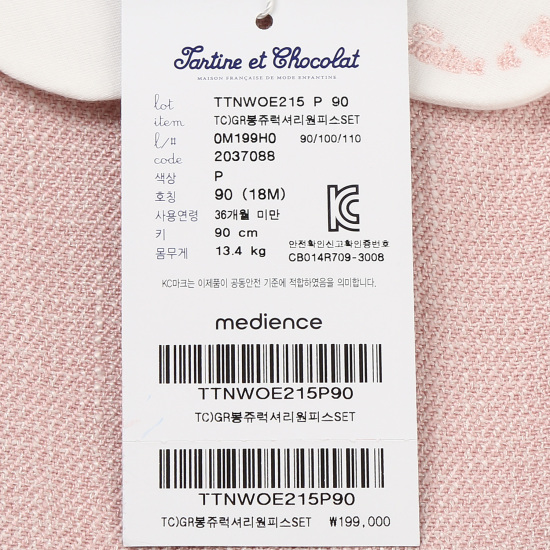 Tartine et Chocolat
MAISON FRANÇAISE DE MODE ENFANTINE
lot TTNWOE215 P 90
item TC)GR봉쥬럭셔리원피스SET
l/# 0M199H0 90/100/110
code 2037088
색상 P
호칭 90 (18M)
사용연령 36개월 미만
키 90 cm
몸무게 13.4 kg
안전확인신고확인증번호
CB014R709-3008
KC마크는 이제품이 공통안전 기준에 적합하였음을 의미합니다.
medience
TTNWOE215P90
TC)GR봉쥬럭셔리원피스SET
TTNWOE215P90
TC)GR봉쥬럭셔리원피스SET ₩199,000